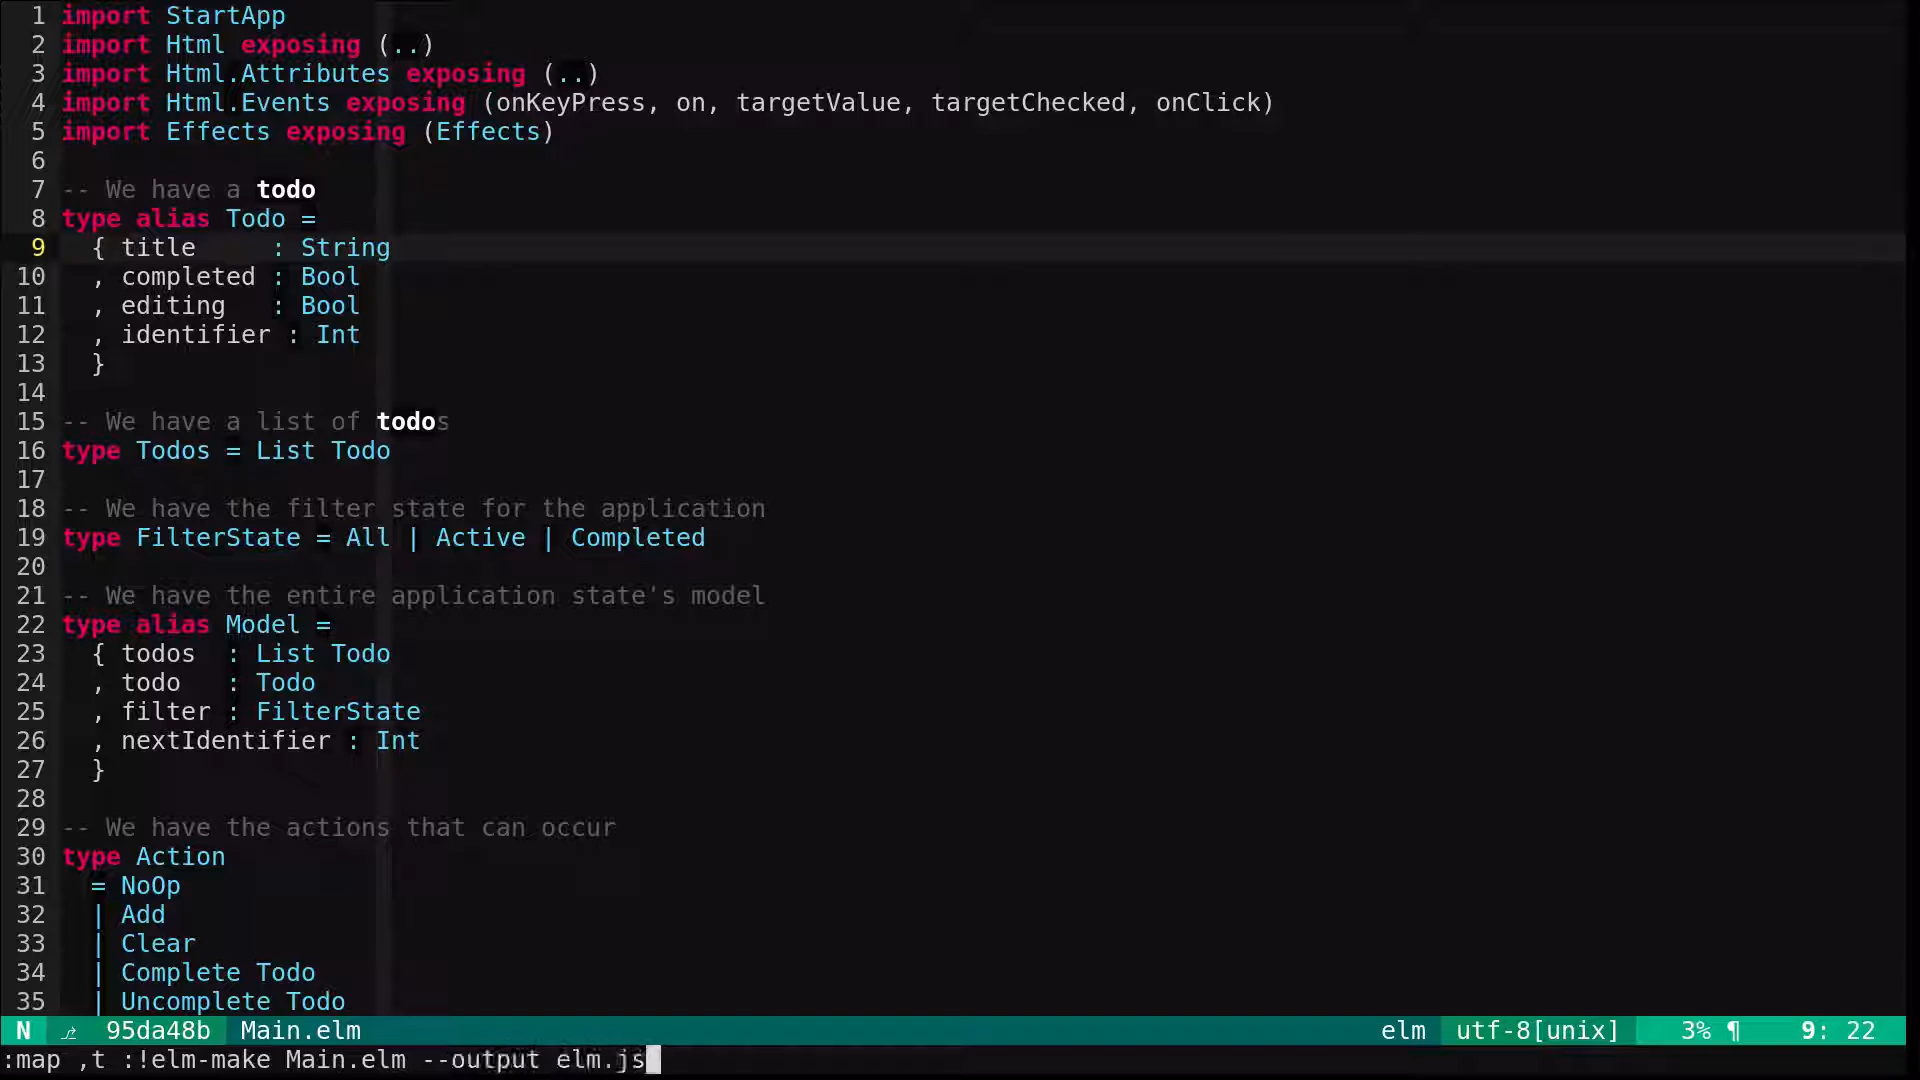 1 import StartApp
2 import Html exposing (..)
3 import Html.Attributes exposing (..)
4 import Html.Events exposing (onKeyPress, on, targetValue, targetChecked, onClick)
5 import Effects exposing (Effects)
6
7 -- We have a todo
8 type alias Todo =
9   { title     : String
10   , completed : Bool
11   , editing   : Bool
12   , identifier : Int
13   }
14
15 -- We have a list of todos
16 type Todos = List Todo
17
18 -- We have the filter state for the application
19 type FilterState = All | Active | Completed
20
21 -- We have the entire application state's model
22 type alias Model =
23   { todos  : List Todo
24   , todo   : Todo
25   , filter : FilterState
26   , nextIdentifier : Int
27   }
28
29 -- We have the actions that can occur
30 type Action
31   = NoOp
32   | Add
33   | Clear
34   | Complete Todo
35   | Uncomplete Todo
N ⎇ 95da48b Main.elm elm utf-8[unix] 3% ¶ 9: 22
:map ,t :!elm-make Main.elm --output elm.js